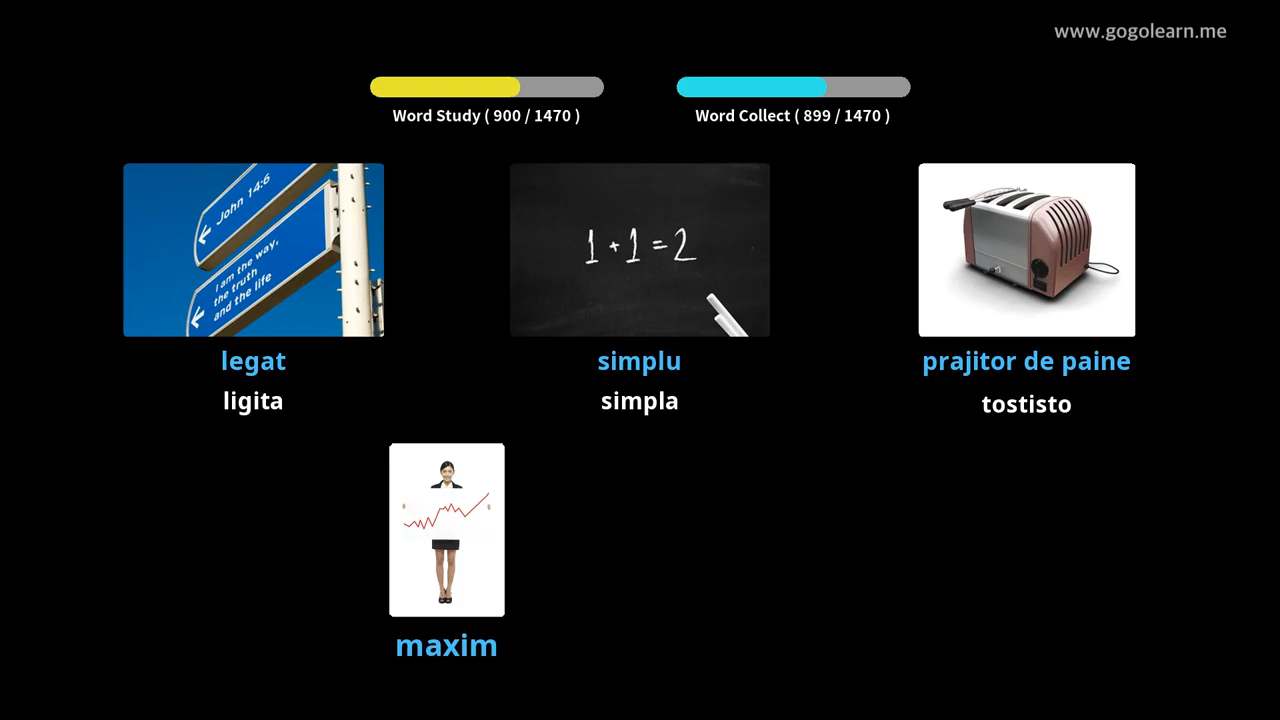 www.gogolearn.me
Word Study ( 900 / 1470 )
Word Collect ( 899 / 1470 )
John 14:6
I am the way,
the truth
and the life
1 + 1 = 2
legat
simplu
prajitor de paine
ligita
simpla
tostisto
maxim